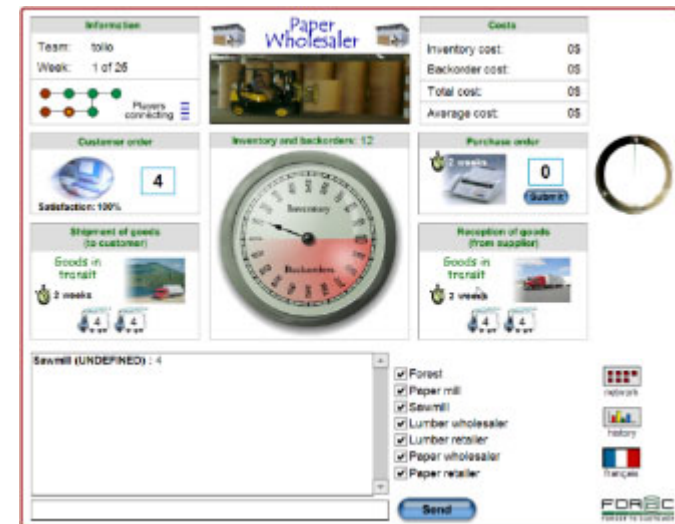 Information
Team: tolio
Week: 1 of 25
Players
connecting
Paper
Wholesaler
Costs
Inventory cost: 0$
Backorder cost: 0$
Total cost: 0$
Average cost: 0$
Customer order
4
Satisfaction: 100%
Inventory and backorders: 12
Inventory
Backorders
Purchase order
2 weeks
0
Submit
Shipment of goods
(to customer)
Goods in
transit
2 weeks
4 4
Reception of goods
(from supplier)
Goods in
transit
2 weeks
4 4
Sawmill (UNDEFINED) : 4
Forest
Paper mill
Sawmill
Lumber wholesaler
Lumber retailer
Paper wholesaler
Paper retailer
network
history
français
Send
FORAC